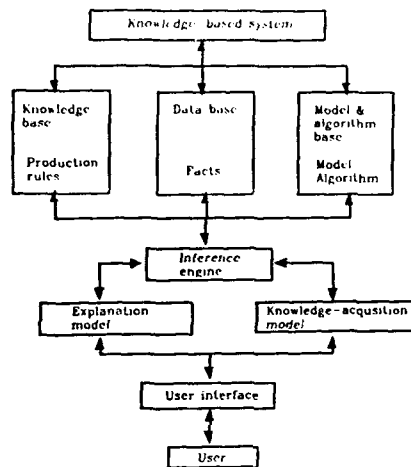 Knowledge based system
Knowledge
base
Production
rules
Data base
Facts
Model &
algorithm
base
Model
Algorithm
Inference
engine
Explanation
model
Knowledge-acqusition
model
User interface
User